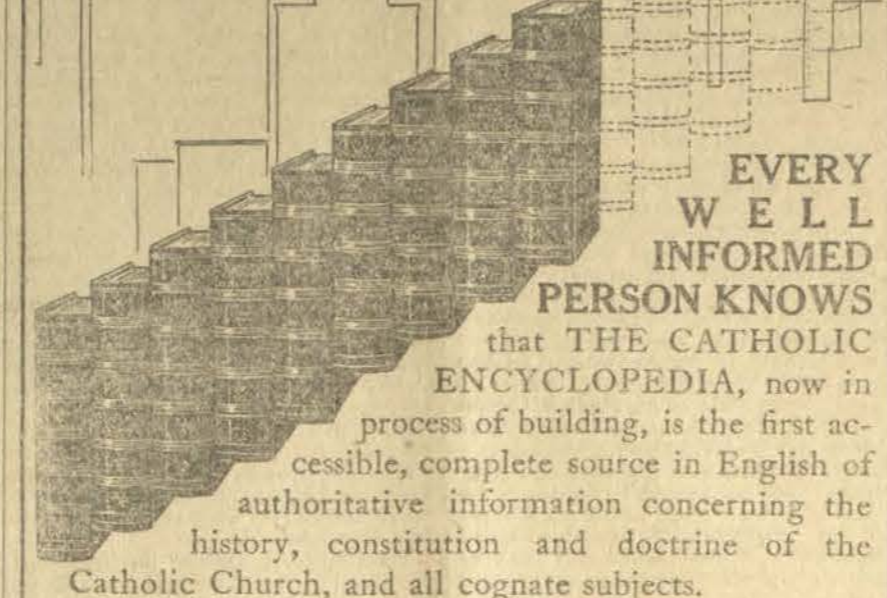 EVERY
WELL
INFORMED
PERSON KNOWS
that THE CATHOLIC
ENCYCLOPEDIA, now in
process of building, is the first ac-
cessible, complete source in English of
authoritative information concerning the
history, constitution and doctrine of the
Catholic Church, and all cognate subjects.